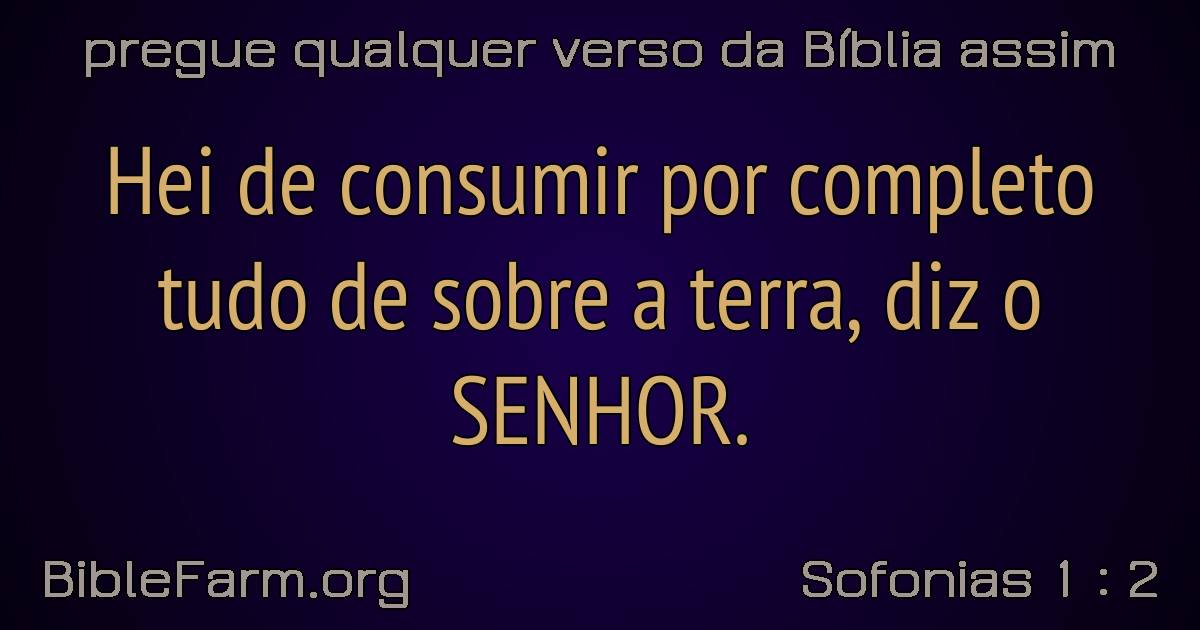 pregue qualquer verso da Bíblia assim
Hei de consumir por completo
tudo de sobre a terra, diz o
SENHOR.
BibleFarm.org
Sofonias 1 : 2